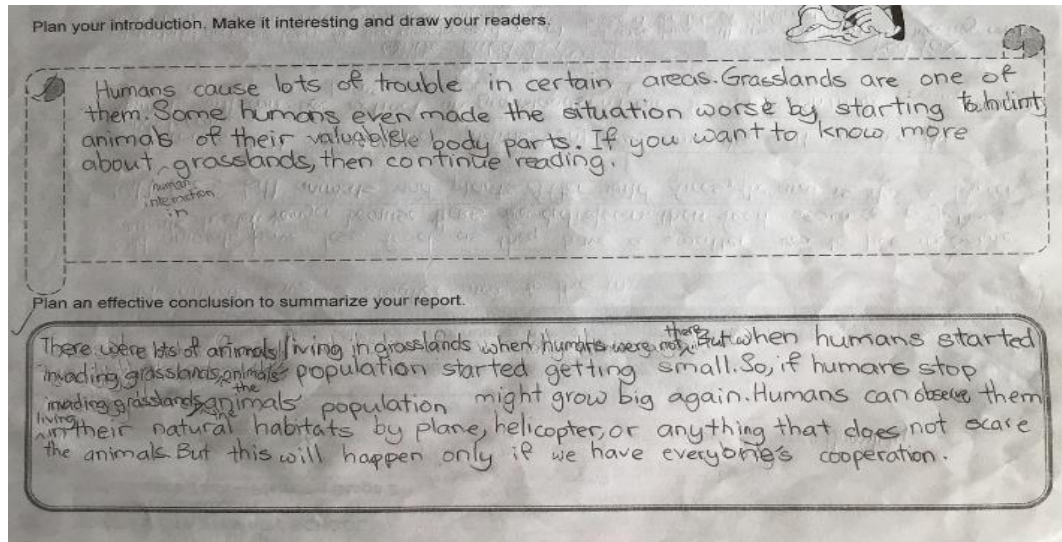 Plan your introduction. Make it interesting and draw your readers.
Humans cause lots of trouble in certain areas. Grasslands are one of
them. Some humans even made the situation worse by starting to hunt
animals of their valuable body parts. If you want to know more
about grasslands, then continue reading.
human
interaction
in
Plan an effective conclusion to summarize your report.
there
There were lots of animals living in grasslands when humans were not. But when humans started
invading grasslands, animals' population started getting small. So, if humans stop
the
invading grasslands, animals' population might grow big again. Humans can observe them
living
the
in their natural habitats by plane, helicopter, or anything that does not scare
the animals. But this will happen only if we have everyone's cooperation.